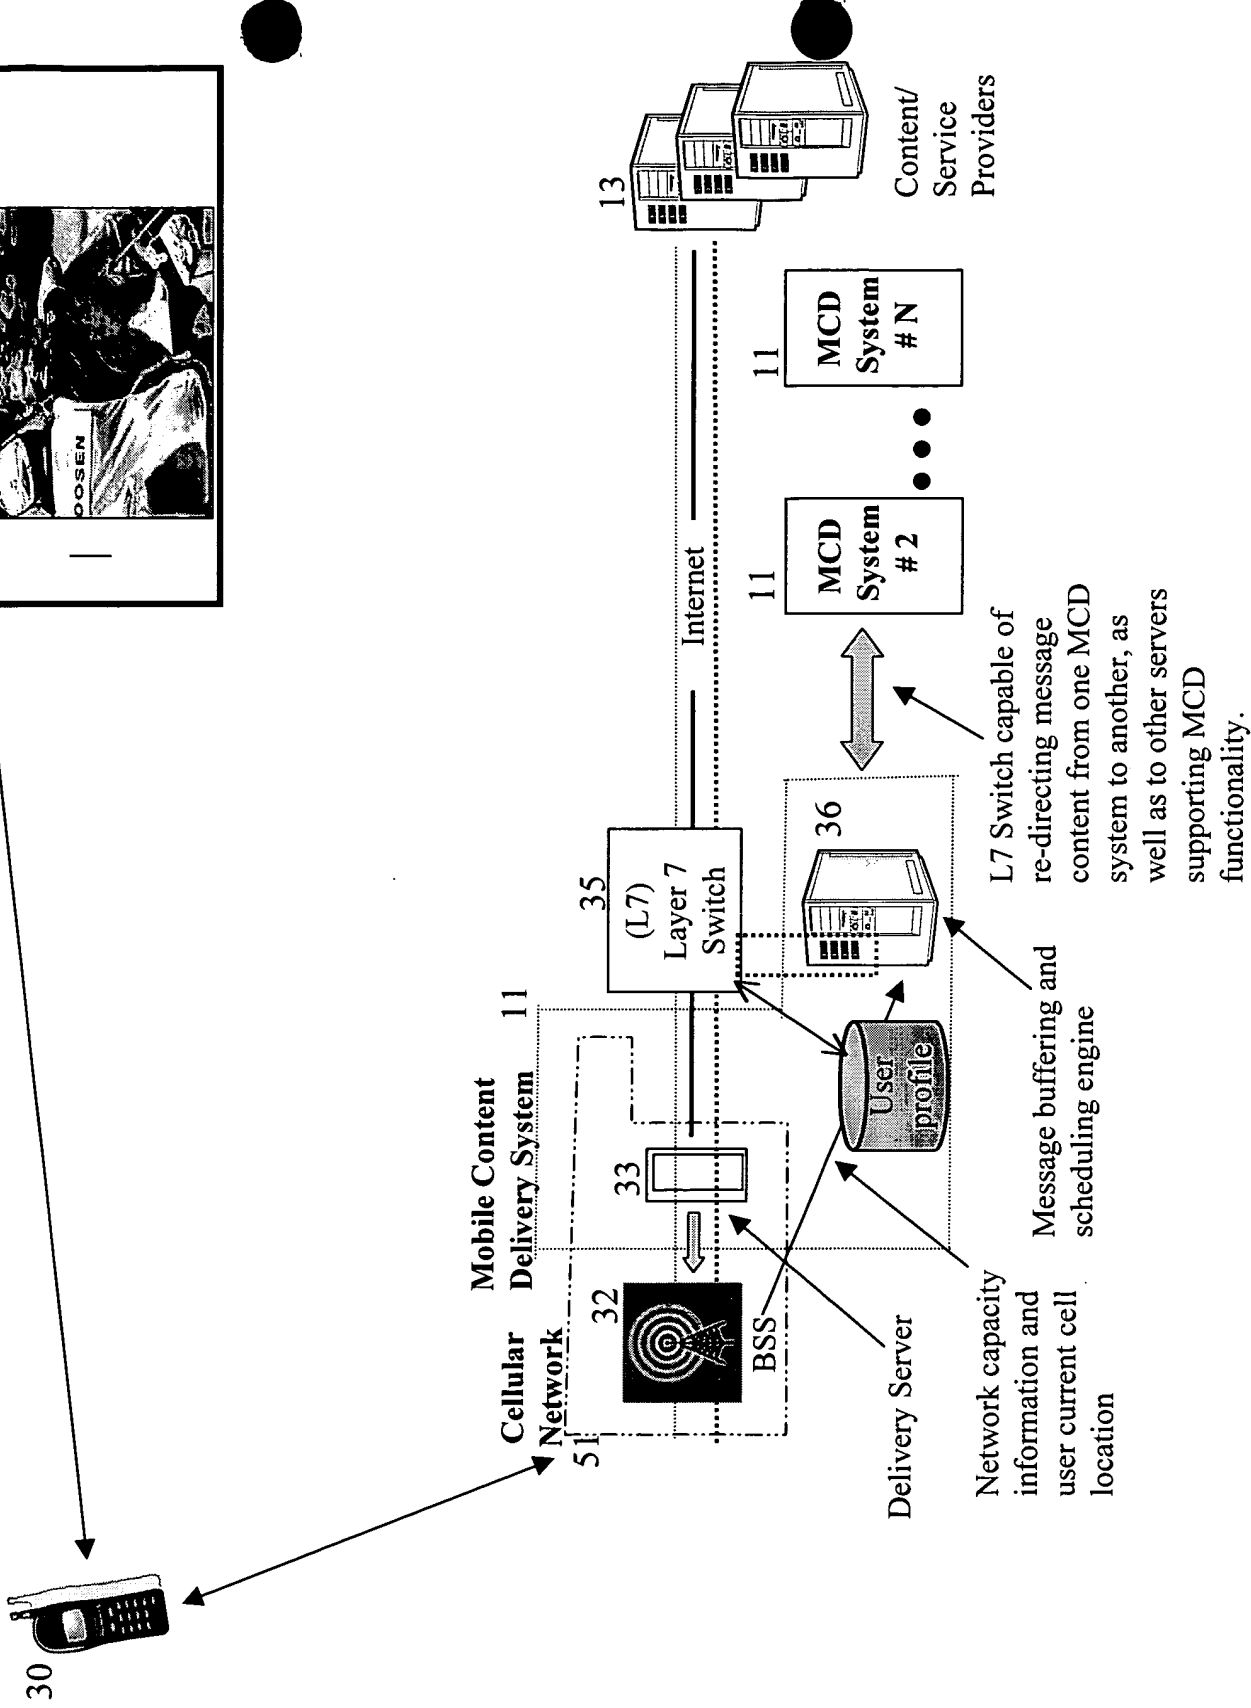 OOSEN
30
Cellular
Network
51
Mobile Content
Delivery System
11
32
33
BSS
35
(L7)
Layer 7
Switch
Internet
13
Content/
Service
Providers
36
User
profile
11
MCD
System
# 2
11
MCD
System
# N
Delivery Server
Network capacity
information and
user current cell
location
Message buffering and
scheduling engine
L7 Switch capable of
re-directing message
content from one MCD
system to another, as
well as to other servers
supporting MCD
functionality.